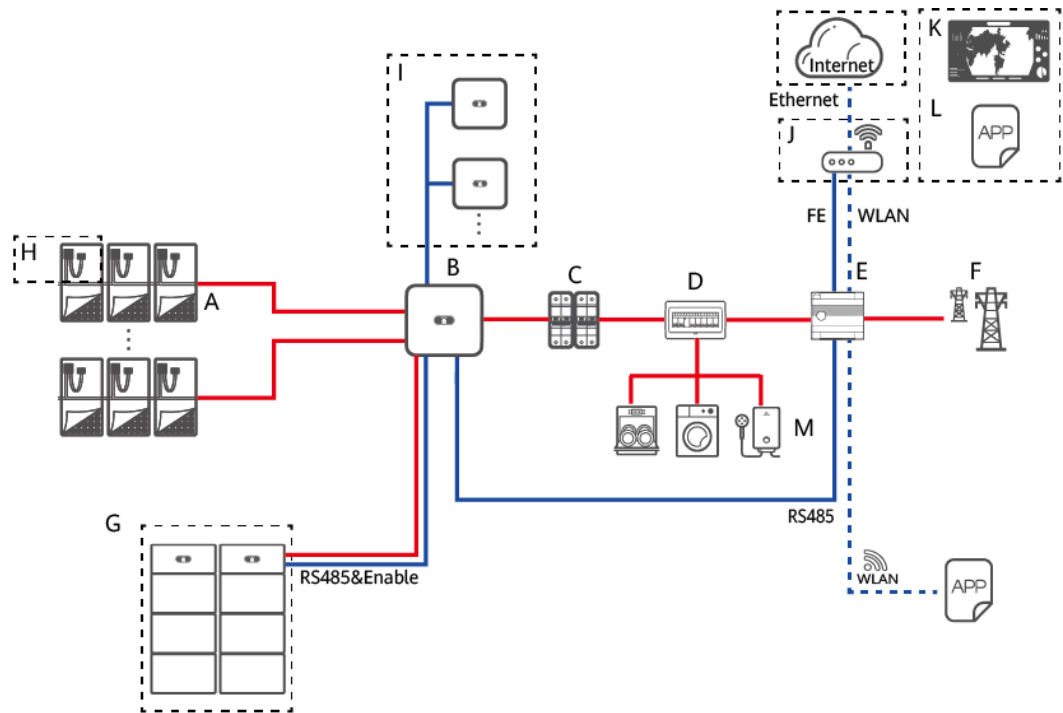 K
I
Internet
Ethernet
L
APP
J
FE
WLAN
H
B
C
D
E
F
A
M
G
RS485
RS485&Enable
WLAN
APP